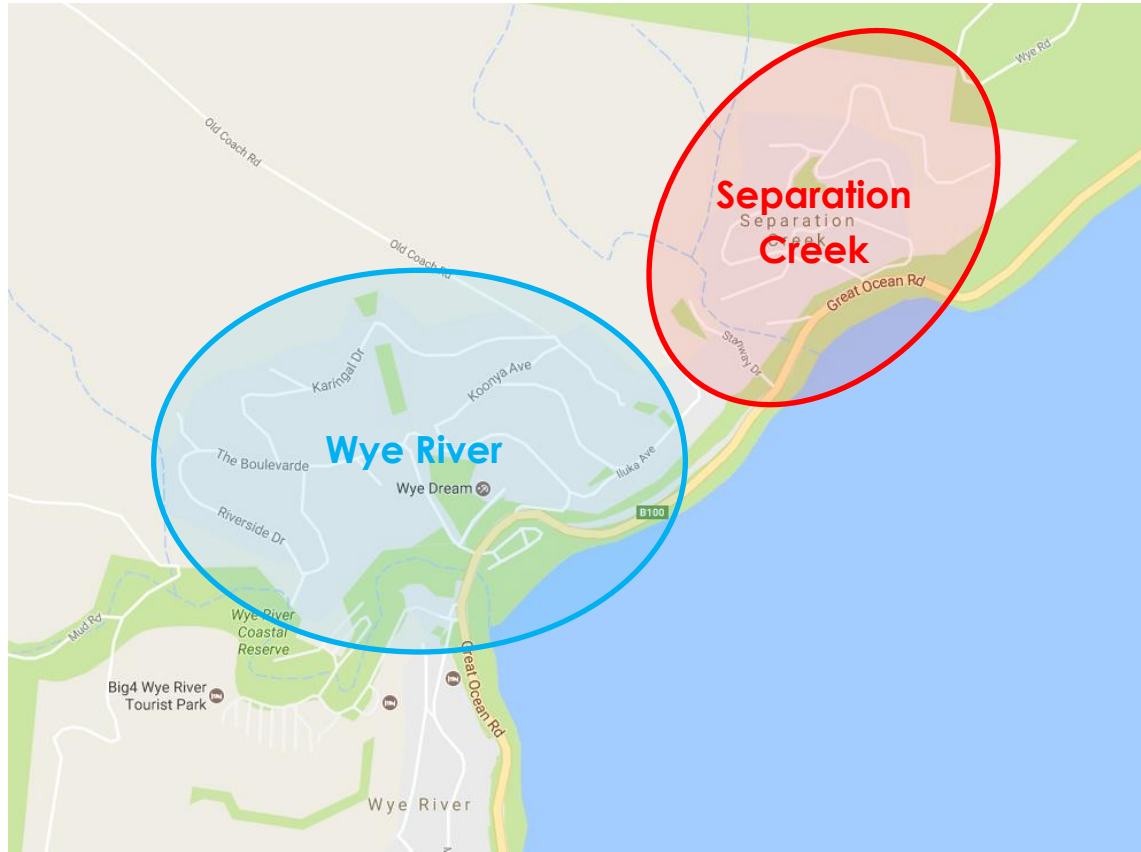 Wye Rd
Old Coach Rd
Separation
Creek
Separation
Creek
Old Coach Rd
Great Ocean Rd
Stanway Dr
Karingal Dr
Koonya Ave
Wye River
The Boulevarde
Iluka Ave
Wye Dream
B100
Riverside Dr
Mud Rd
Wye River
Coastal
Reserve
Great Ocean Rd
Big4 Wye River
Tourist Park
Wye River